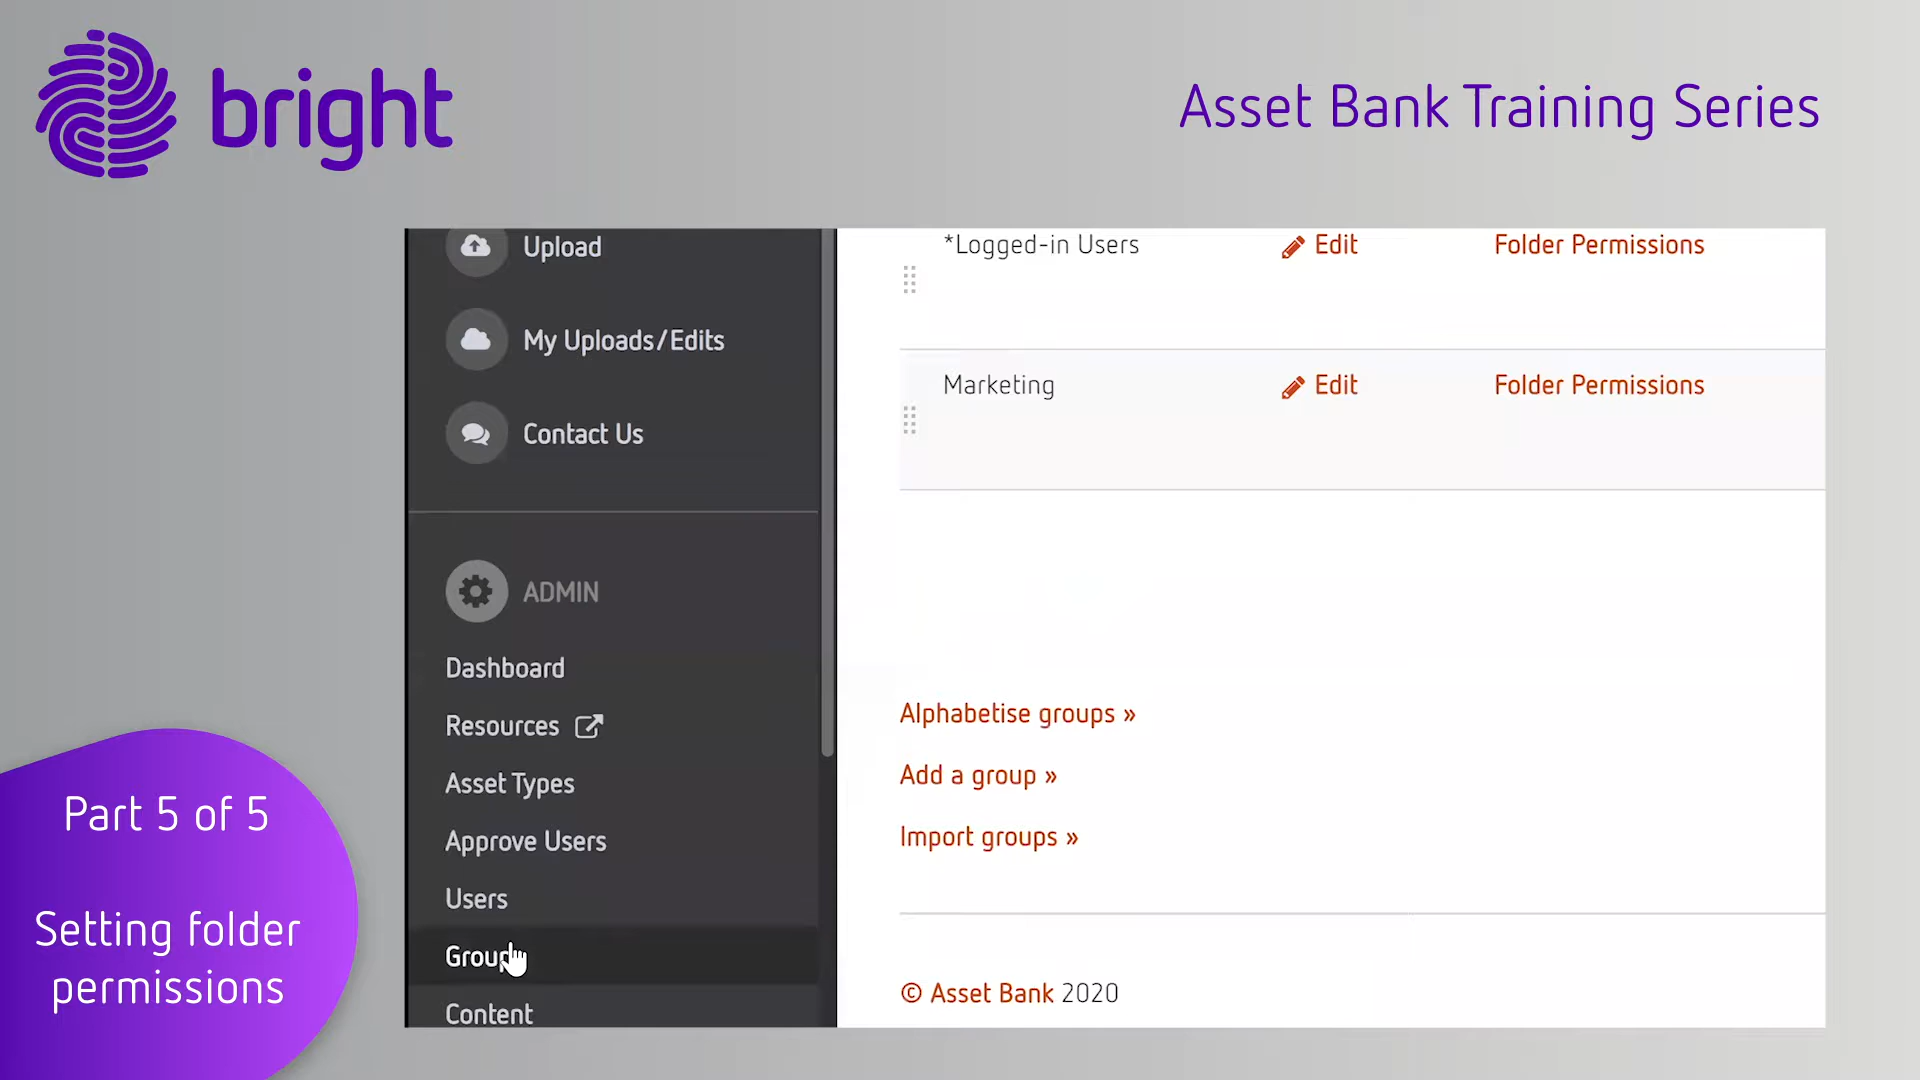 bright
Asset Bank Training Series
Upload
My Uploads/Edits
Contact Us
ADMIN
Dashboard
Resources
Asset Types
Approve Users
Users
Content
*Logged-in Users Edit Folder Permissions
Marketing Edit Folder Permissions
Alphabetise groups »
Add a group »
Import groups »
© Asset Bank 2020
Part 5 of 5
Setting folder
permissions